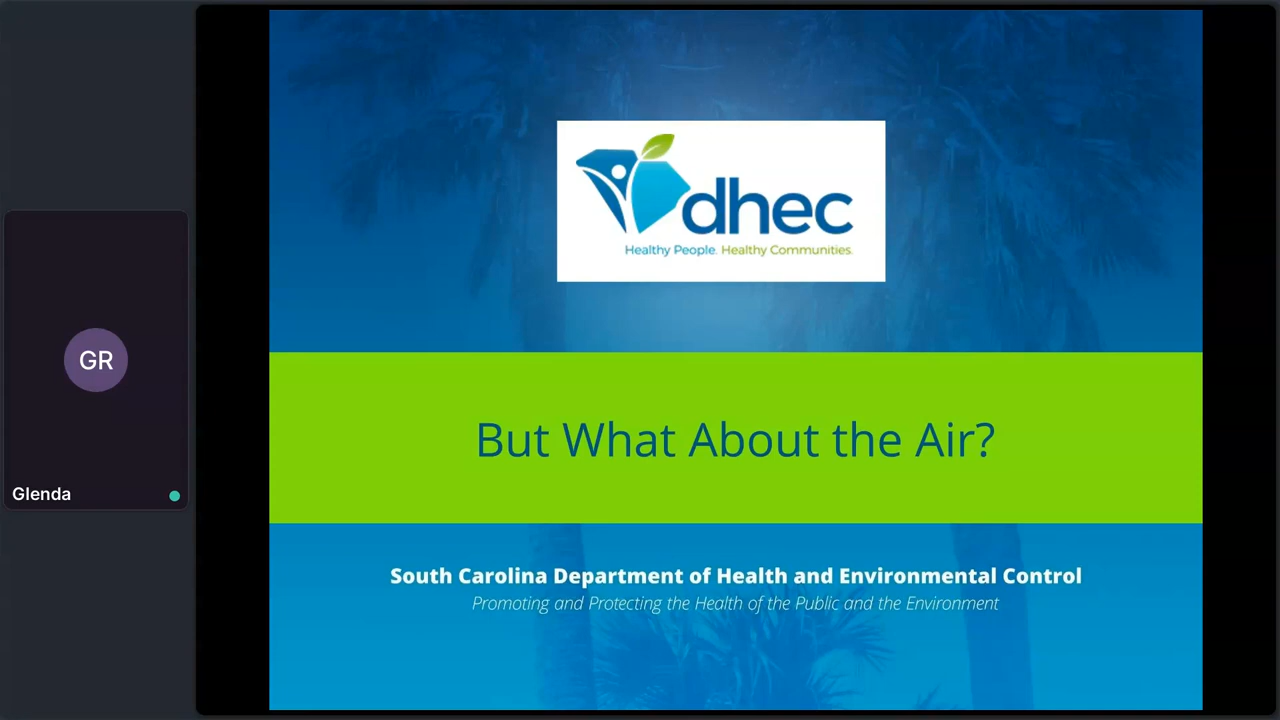 dhec
Healthy People. Healthy Communities.
GR
Glenda
But What About the Air?
South Carolina Department of Health and Environmental Control
Promoting and Protecting the Health of the Public and the Environment